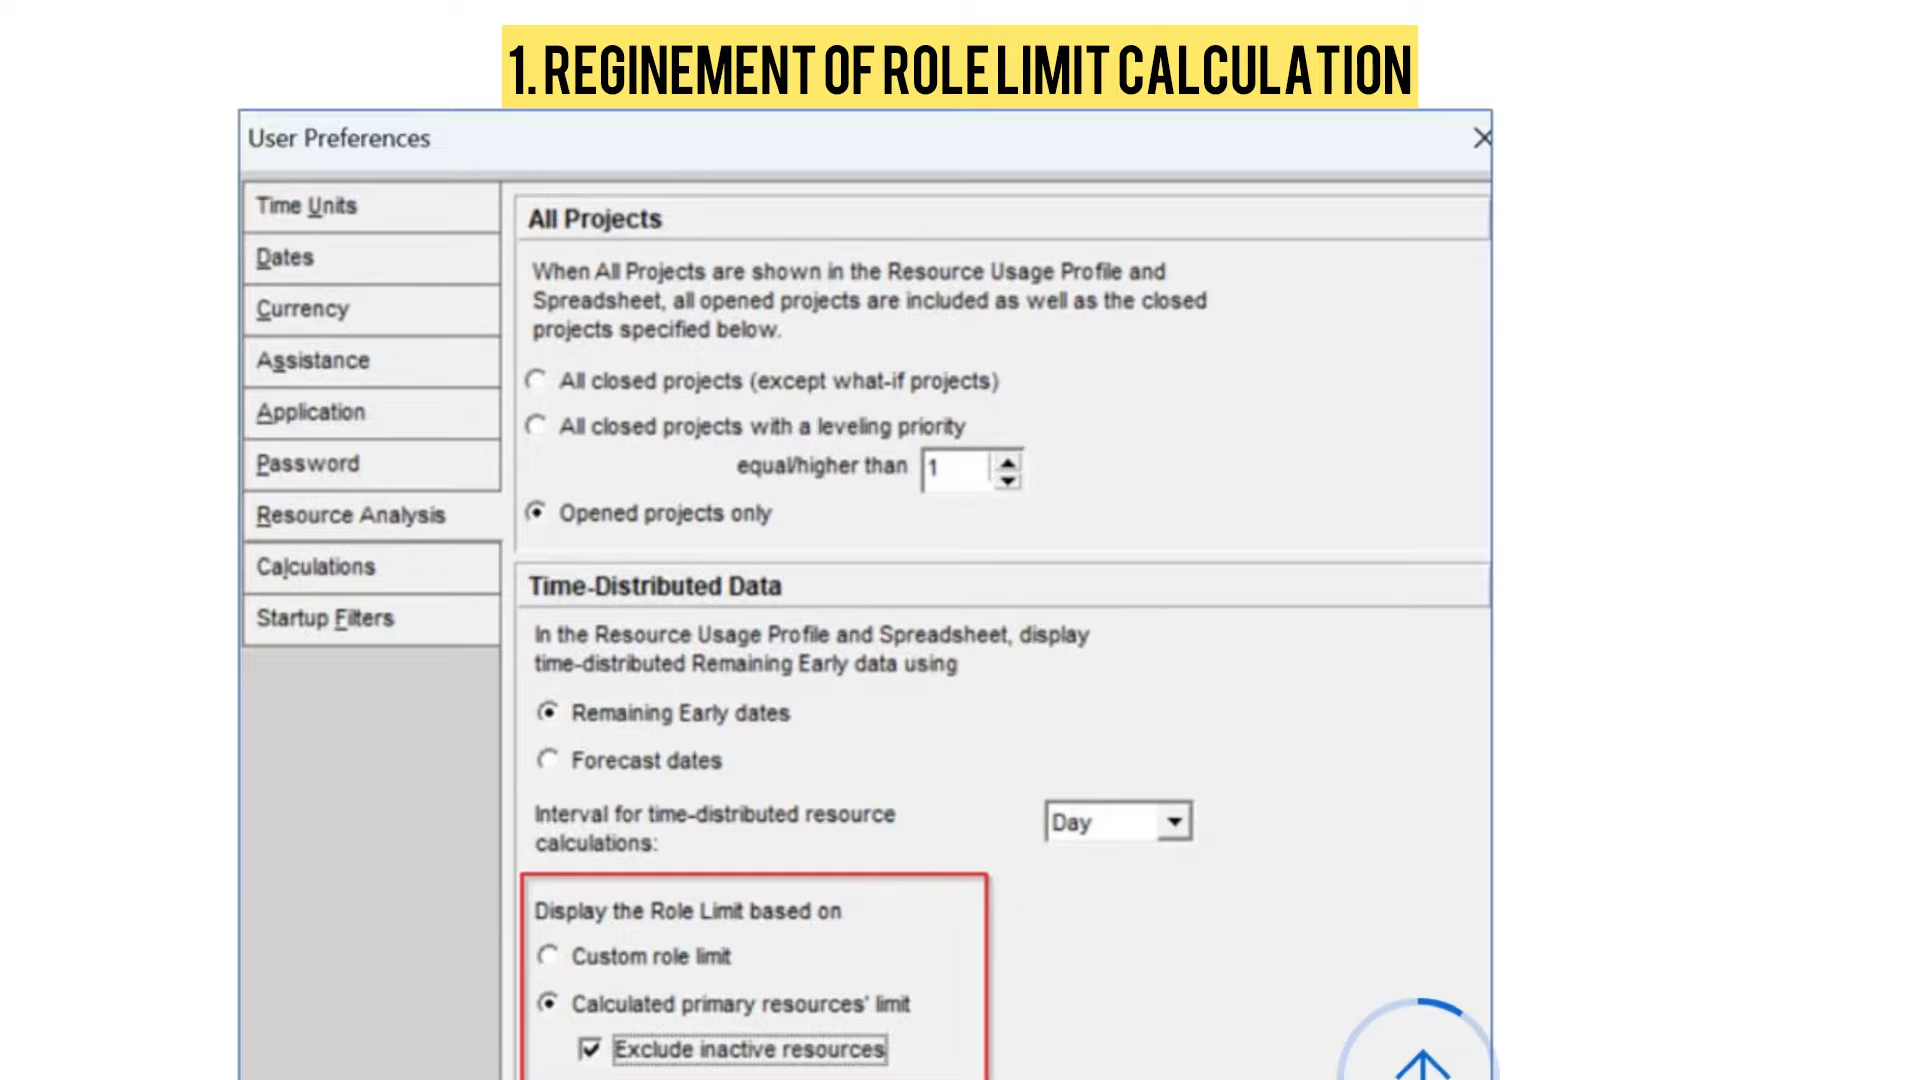 1. REGINEMENT OF ROLE LIMIT CALCULATION
User Preferences
Time Units
Dates
Currency
Assistance
Application
Password
Resource Analysis
Calculations
Startup Filters
All Projects
When All Projects are shown in the Resource Usage Profile and
Spreadsheet, all opened projects are included as well as the closed
projects specified below.
All closed projects (except what-if projects)
All closed projects with a leveling priority
equal/higher than 1
Opened projects only
Time-Distributed Data
In the Resource Usage Profile and Spreadsheet, display
time-distributed Remaining Early data using
Remaining Early dates
Forecast dates
Interval for time-distributed resource
calculations:
Day
Display the Role Limit based on
Custom role limit
Calculated primary resources' limit
Exclude inactive resources